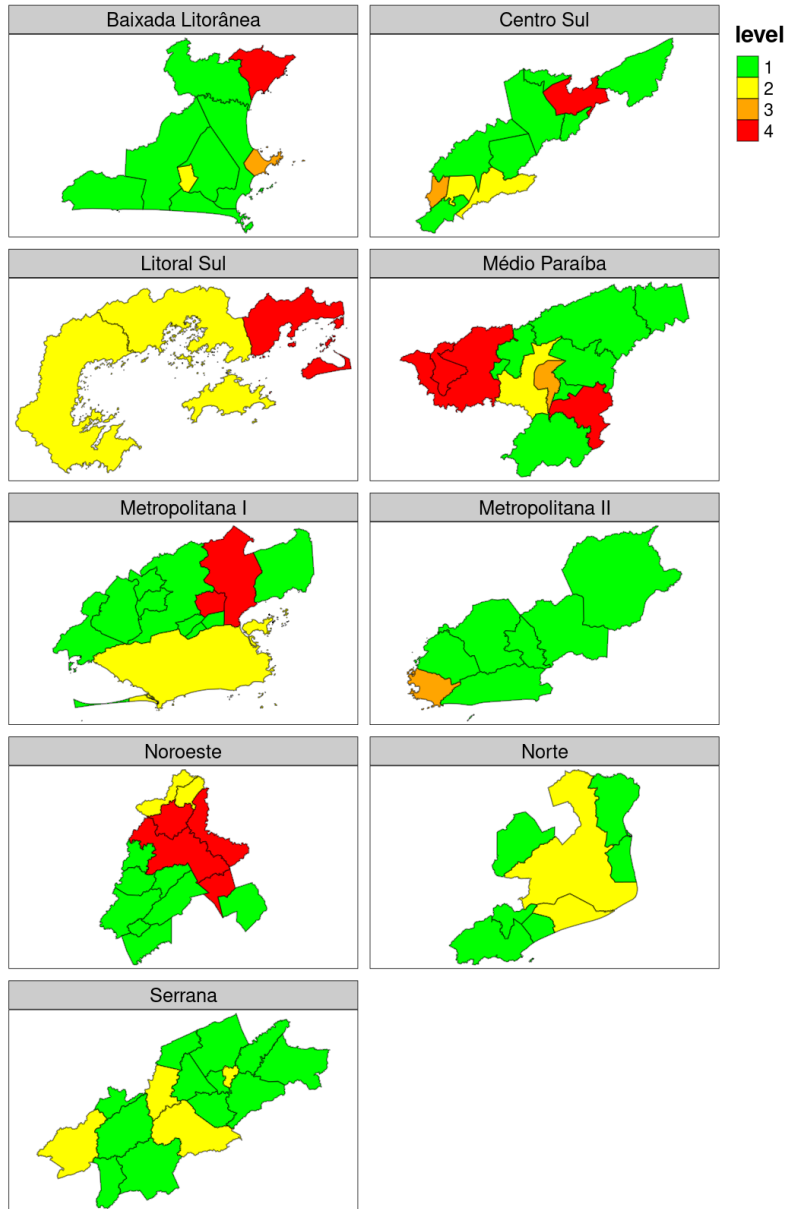 Baixada Litorânea
Centro Sul
level
1
2
3
4
Litoral Sul
Médio Paraíba
Metropolitana I
Metropolitana II
Noroeste
Norte
Serrana